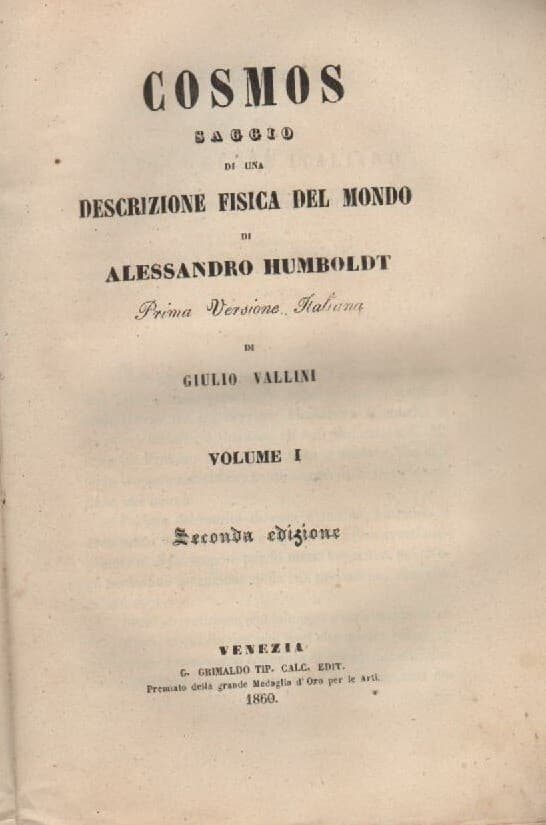 COSMOS
SAGGIO
DI UNA
DESCRIZIONE FISICA DEL MONDO
DI
ALESSANDRO HUMBOLDT
Prima Versione Italiana
DI
GIULIO VALLINI
VOLUME I
Seconda edizione
VENEZIA
G. GRIMALDO TIP. CALC. EDIT.
Premiato della grande Medaglia d'Oro per le Arti.
1860.